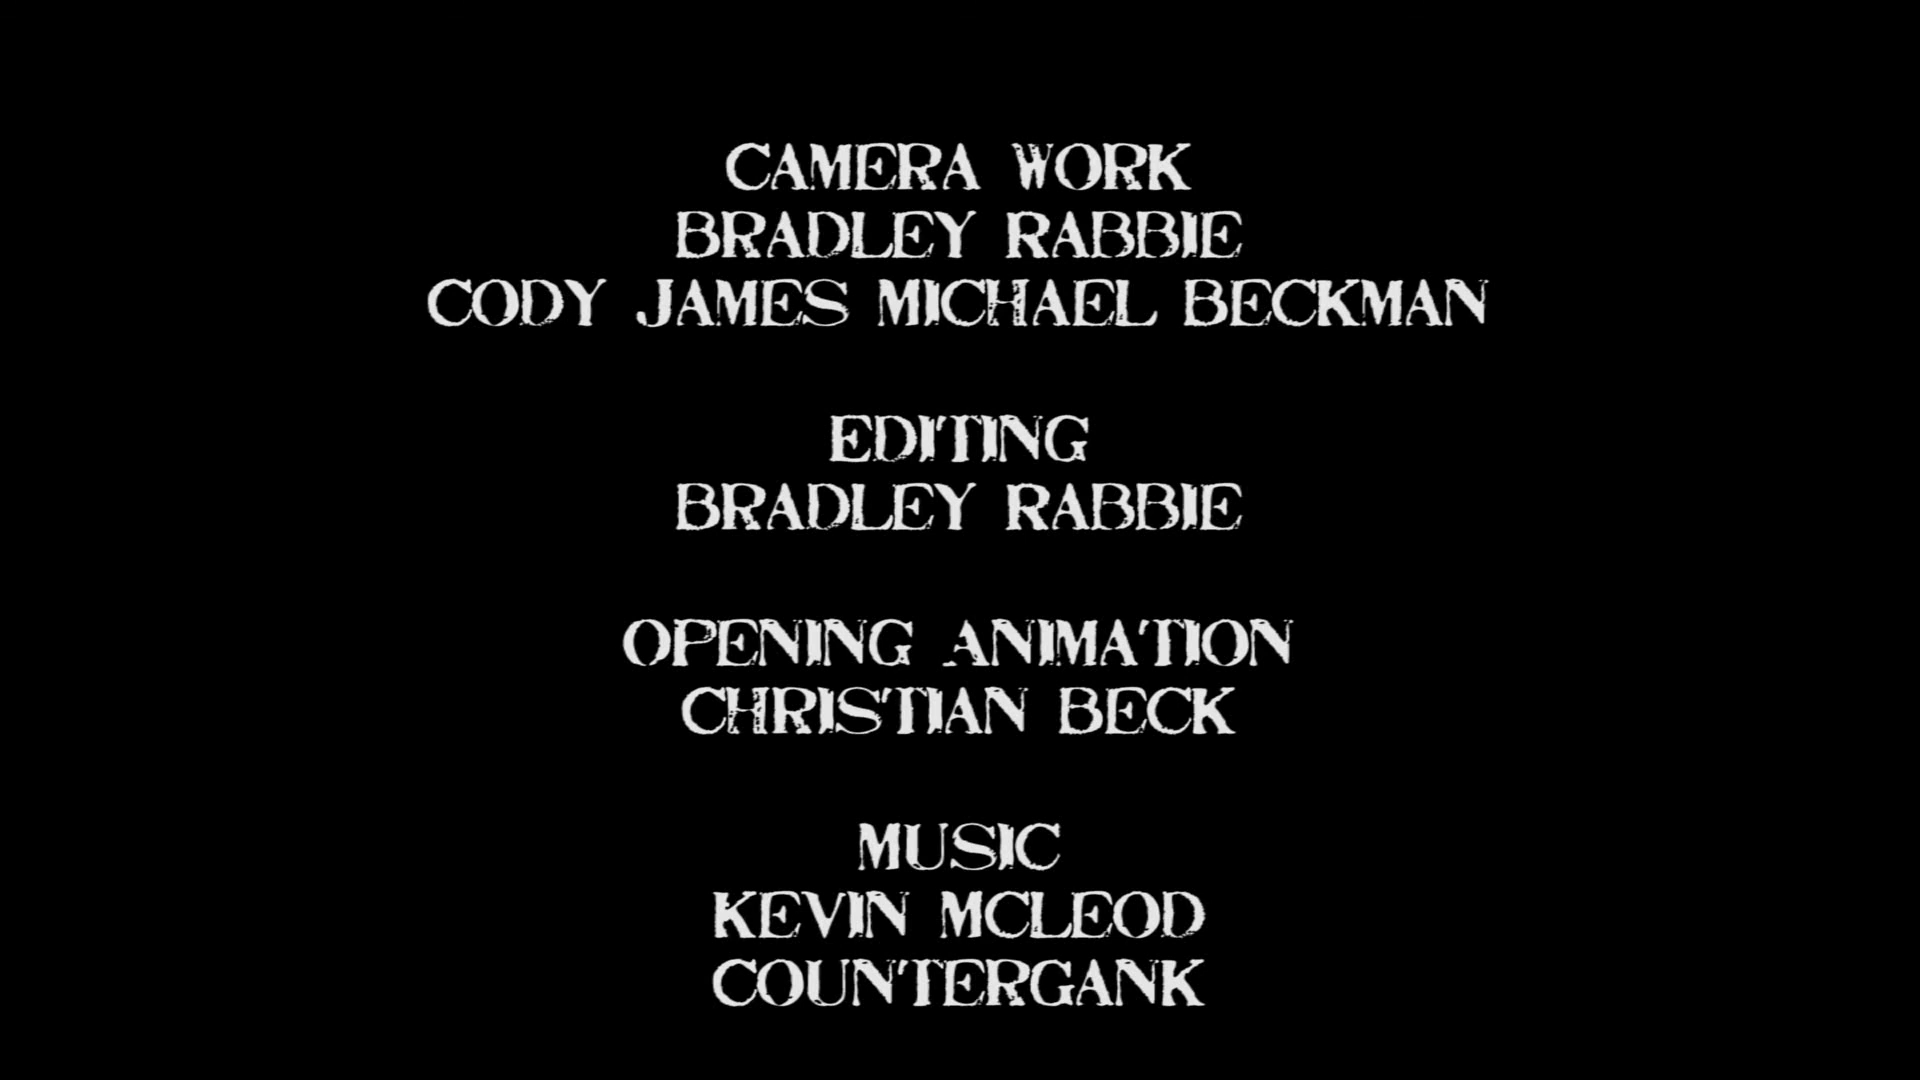 CAMERA WORK
BRADLEY RABBIE
CODY JAMES MICHAEL BECKMAN
EDITING
BRADLEY RABBIE
OPENING ANIMATION
CHRISTIAN BECK
MUSIC
KEVIN MCLEOD
COUNTERGANK